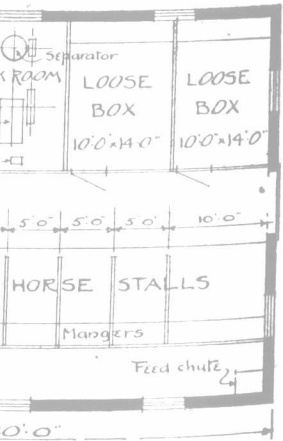 Separator
K ROOM
LOOSE
BOX
10'0"x14'0"
LOOSE
BOX
10'0"x14'0"
5'0" 5'0" 5'0" 10'0"
HORSE STALLS
Mangers
Feed chute
0'0"